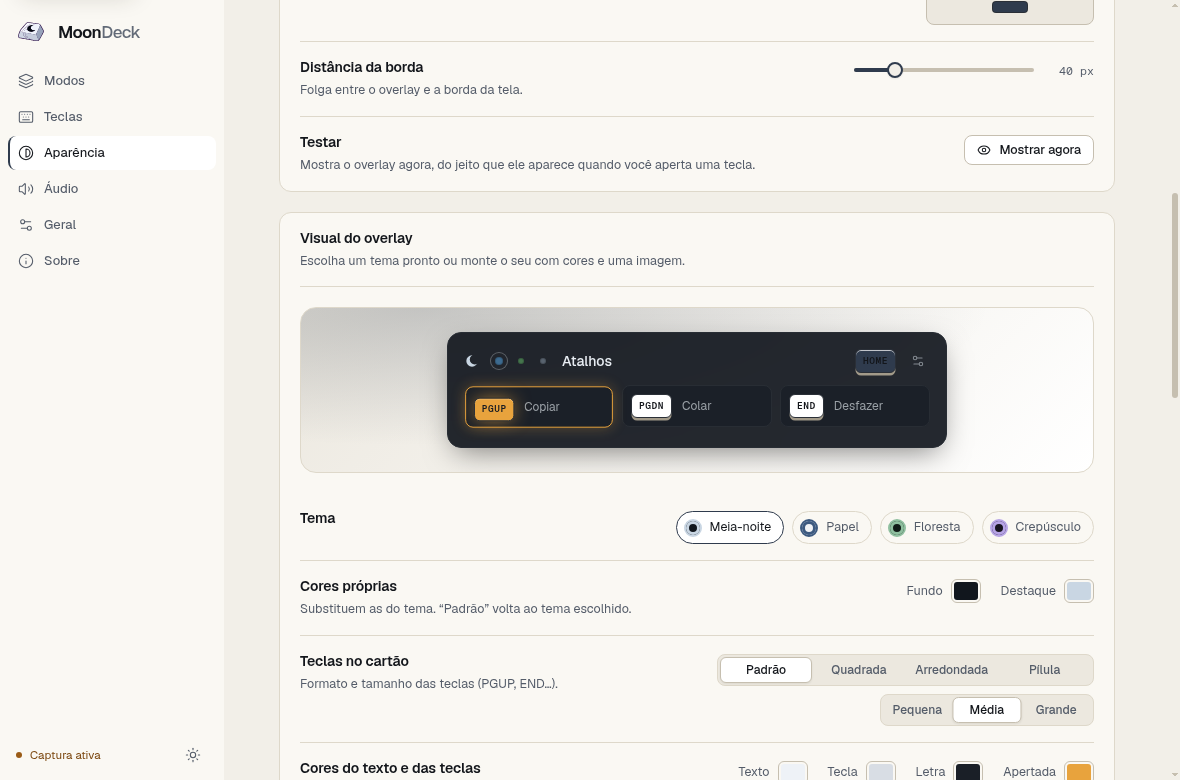 MoonDeck
Modos
Teclas
Aparência
Áudio
Geral
Sobre
Captura ativa
Distância da borda
Folga entre o overlay e a borda da tela.
40 px
Testar
Mostra o overlay agora, do jeito que ele aparece quando você aperta uma tecla.
Mostrar agora
Visual do overlay
Escolha um tema pronto ou monte o seu com cores e uma imagem.
Atalhos
HOME
PGUP Copiar
PGDN Colar
END Desfazer
Tema
Meia-noite
Papel
Floresta
Crepúsculo
Cores próprias
Substituem as do tema. “Padrão” volta ao tema escolhido.
Fundo
Destaque
Teclas no cartão
Formato e tamanho das teclas (PGUP, END…).
Padrão Quadrada Arredondada Pílula
Pequena Média Grande
Cores do texto e das teclas
Texto
Tecla
Letra
Apertada